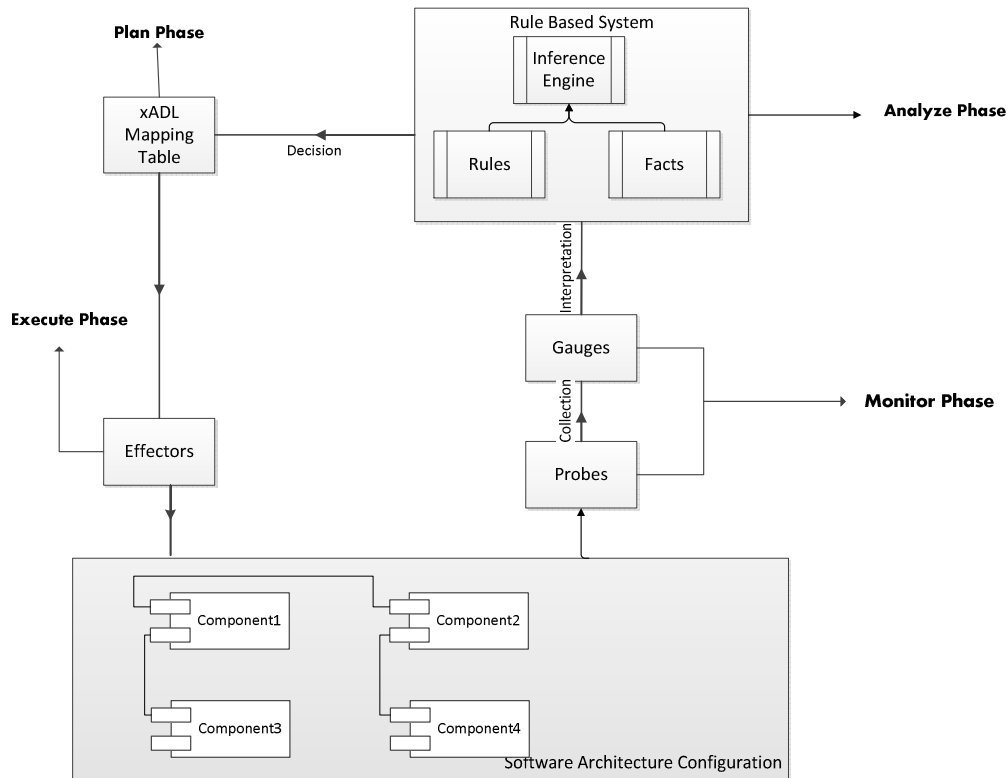 Plan Phase
Rule Based System
Inference
Engine
xADL
Mapping
Table
Decision
Rules
Facts
Analyze Phase
Interpretation
Execute Phase
Gauges
Collection
Monitor Phase
Effectors
Probes
Component1
Component2
Component3
Component4
Software Architecture Configuration